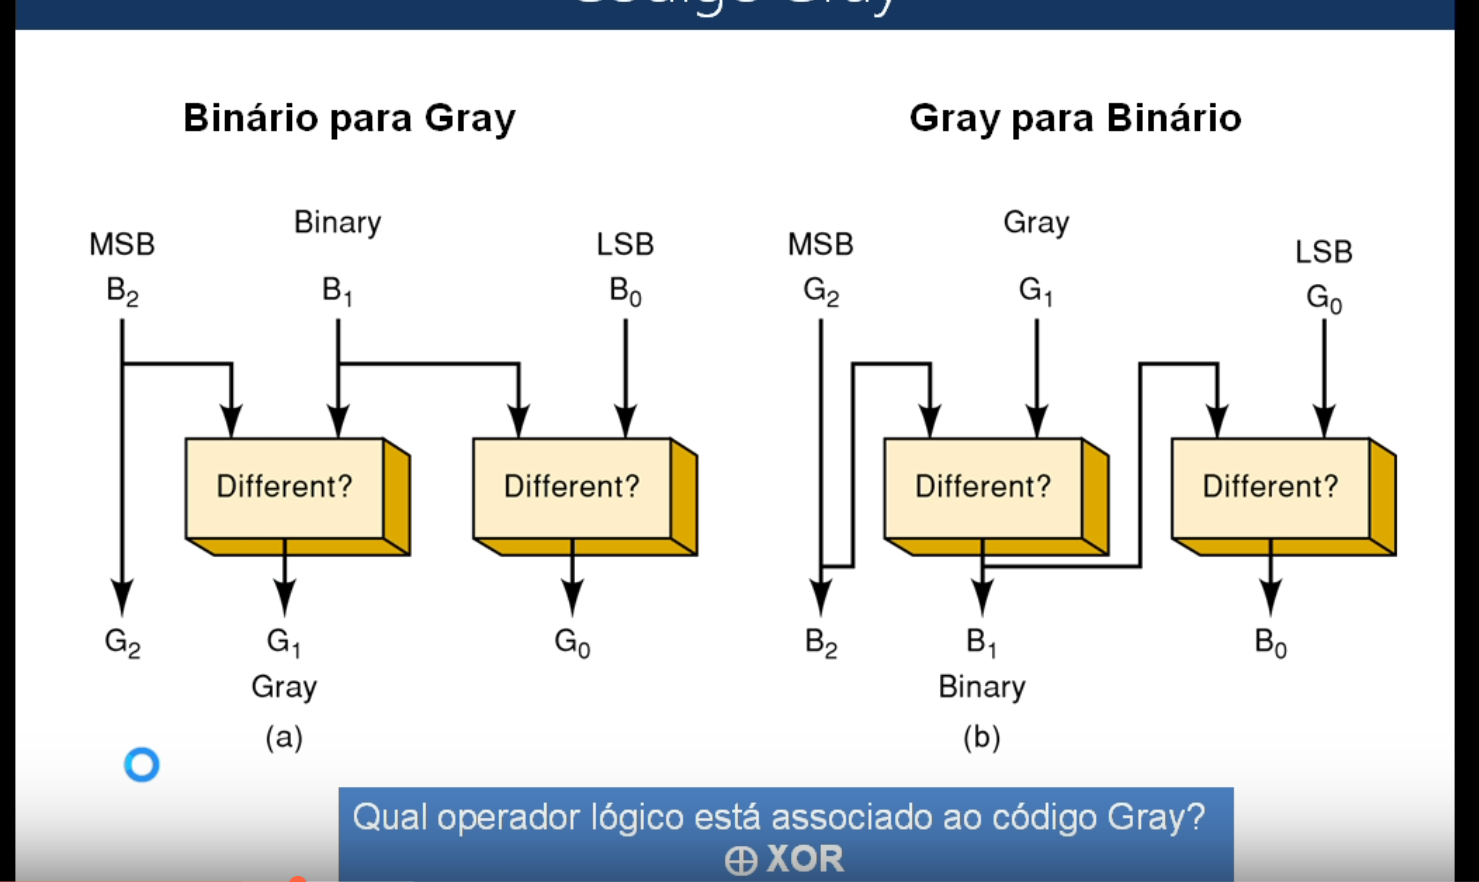 Código Gray
Binário para Gray
Gray para Binário
Binary
MSB
LSB
B₂
B₁
B₀
Different?
Different?
G₂
G₁
G₀
Gray
(a)
Gray
MSB
LSB
G₂
G₁
G₀
Different?
Different?
B₂
B₁
B₀
Binary
(b)
Qual operador lógico está associado ao código Gray?
⊕ XOR